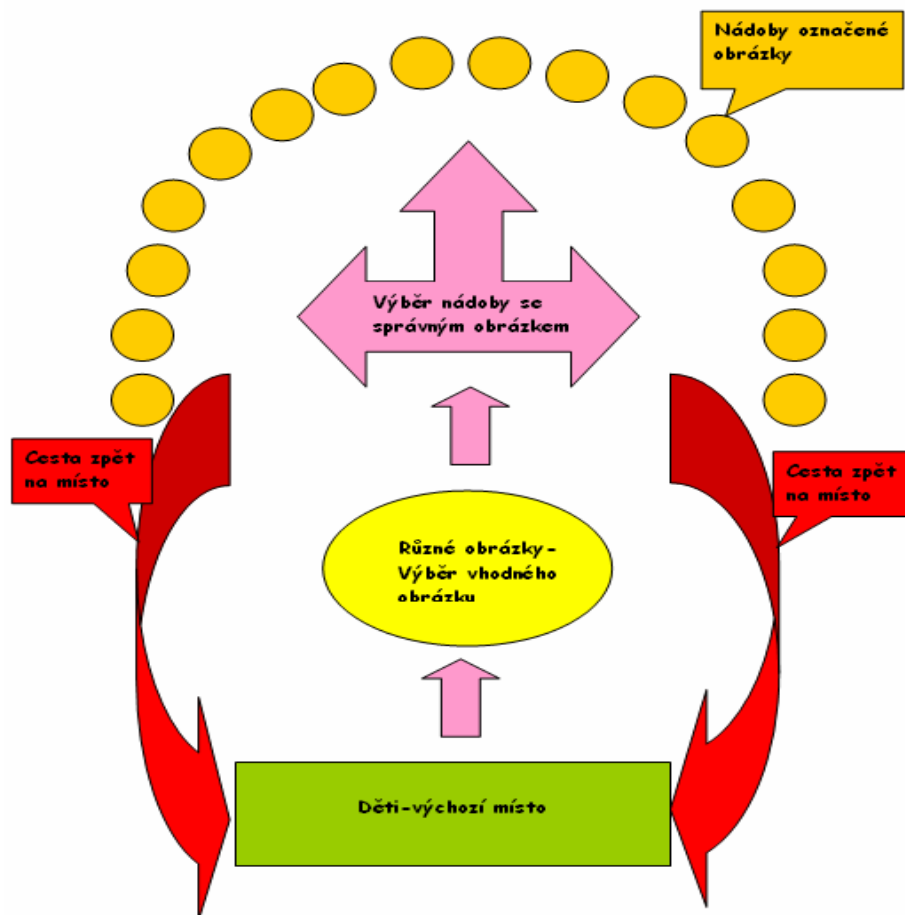 Nádoby označené
obrázky
Výběr nádoby se
správným obrázkem
Cesta zpět
na místo
Cesta zpět
na místo
Různé obrázky-
Výběr vhodného
obrázku
Děti-výchozí místo